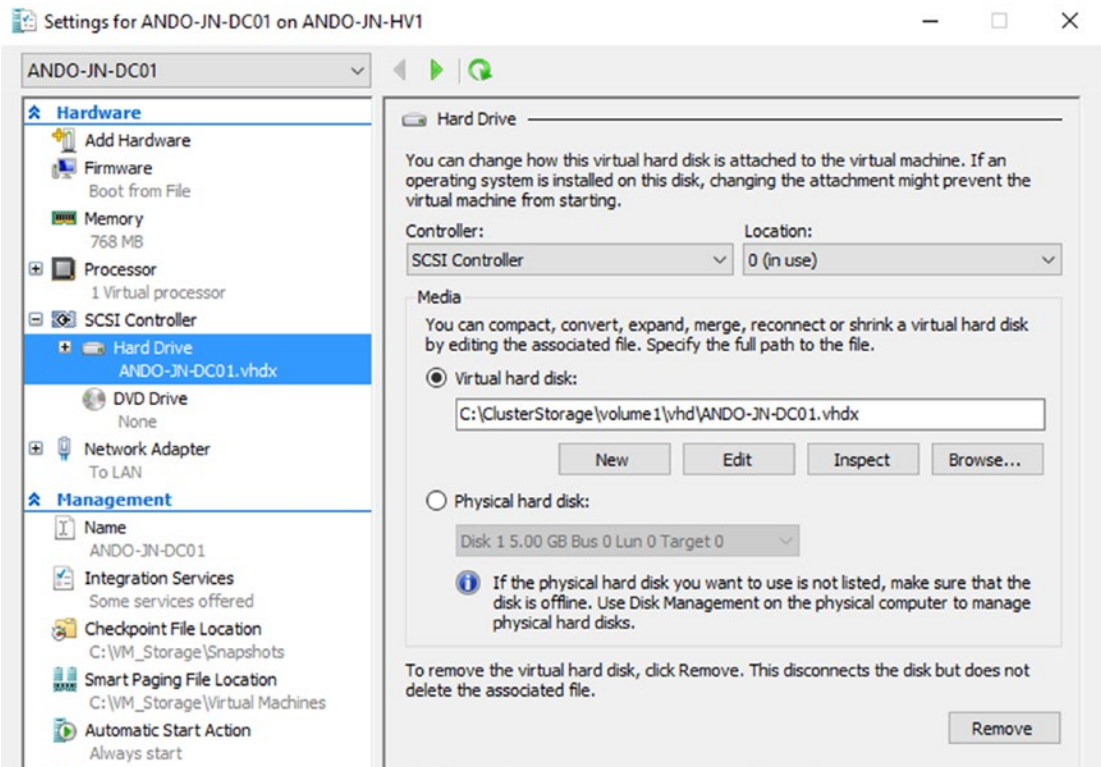 Settings for ANDO-JN-DC01 on ANDO-JN-HV1
ANDO-JN-DC01
Hardware
Add Hardware
Firmware
Boot from File
Memory
768 MB
Processor
1 Virtual processor
SCSI Controller
Hard Drive
ANDO-JN-DC01.vhdx
DVD Drive
None
Network Adapter
To LAN
Management
Name
ANDO-JN-DC01
Integration Services
Some services offered
Checkpoint File Location
C:\VM_Storage\Snapshots
Smart Paging File Location
C:\VM_Storage\Virtual Machines
Automatic Start Action
Always start
Hard Drive
You can change how this virtual hard disk is attached to the virtual machine. If an
operating system is installed on this disk, changing the attachment might prevent the
virtual machine from starting.
Controller: Location:
SCSI Controller 0 (in use)
Media
You can compact, convert, expand, merge, reconnect or shrink a virtual hard disk
by editing the associated file. Specify the full path to the file.
Virtual hard disk:
C:\ClusterStorage\volume1\vhd\ANDO-JN-DC01.vhdx
New Edit Inspect Browse...
Physical hard disk:
Disk 1 5.00 GB Bus 0 Lun 0 Target 0
If the physical hard disk you want to use is not listed, make sure that the
disk is offline. Use Disk Management on the physical computer to manage
physical hard disks.
To remove the virtual hard disk, click Remove. This disconnects the disk but does not
delete the associated file.
Remove